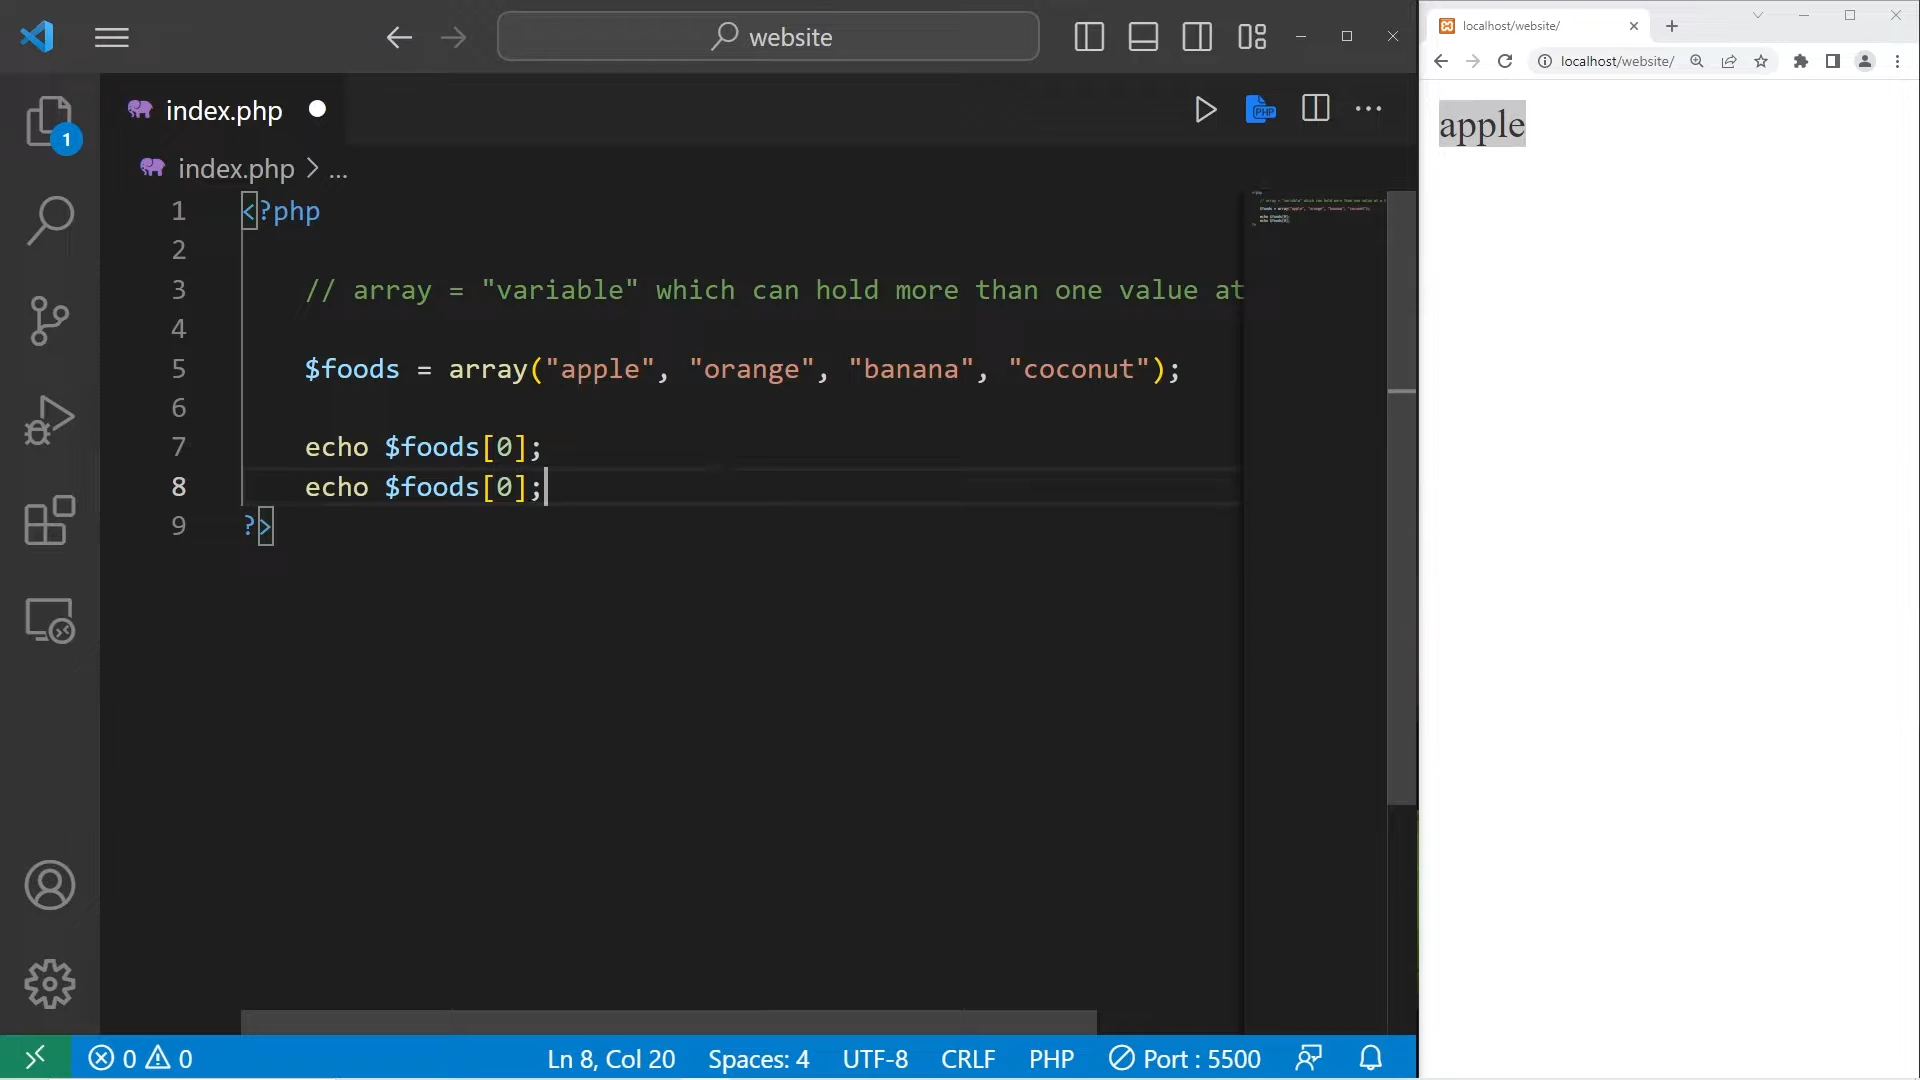 website
localhost/website/
localhost/website/
1
index.php
PHP
index.php > ...
apple
1 <?php
2
3 // array = "variable" which can hold more than one value at
4
5 $foods = array("apple", "orange", "banana", "coconut");
6
7 echo $foods[0];
8 echo $foods[0];
9 ?>
0 0
Ln 8, Col 20 Spaces: 4 UTF-8 CRLF PHP Port : 5500